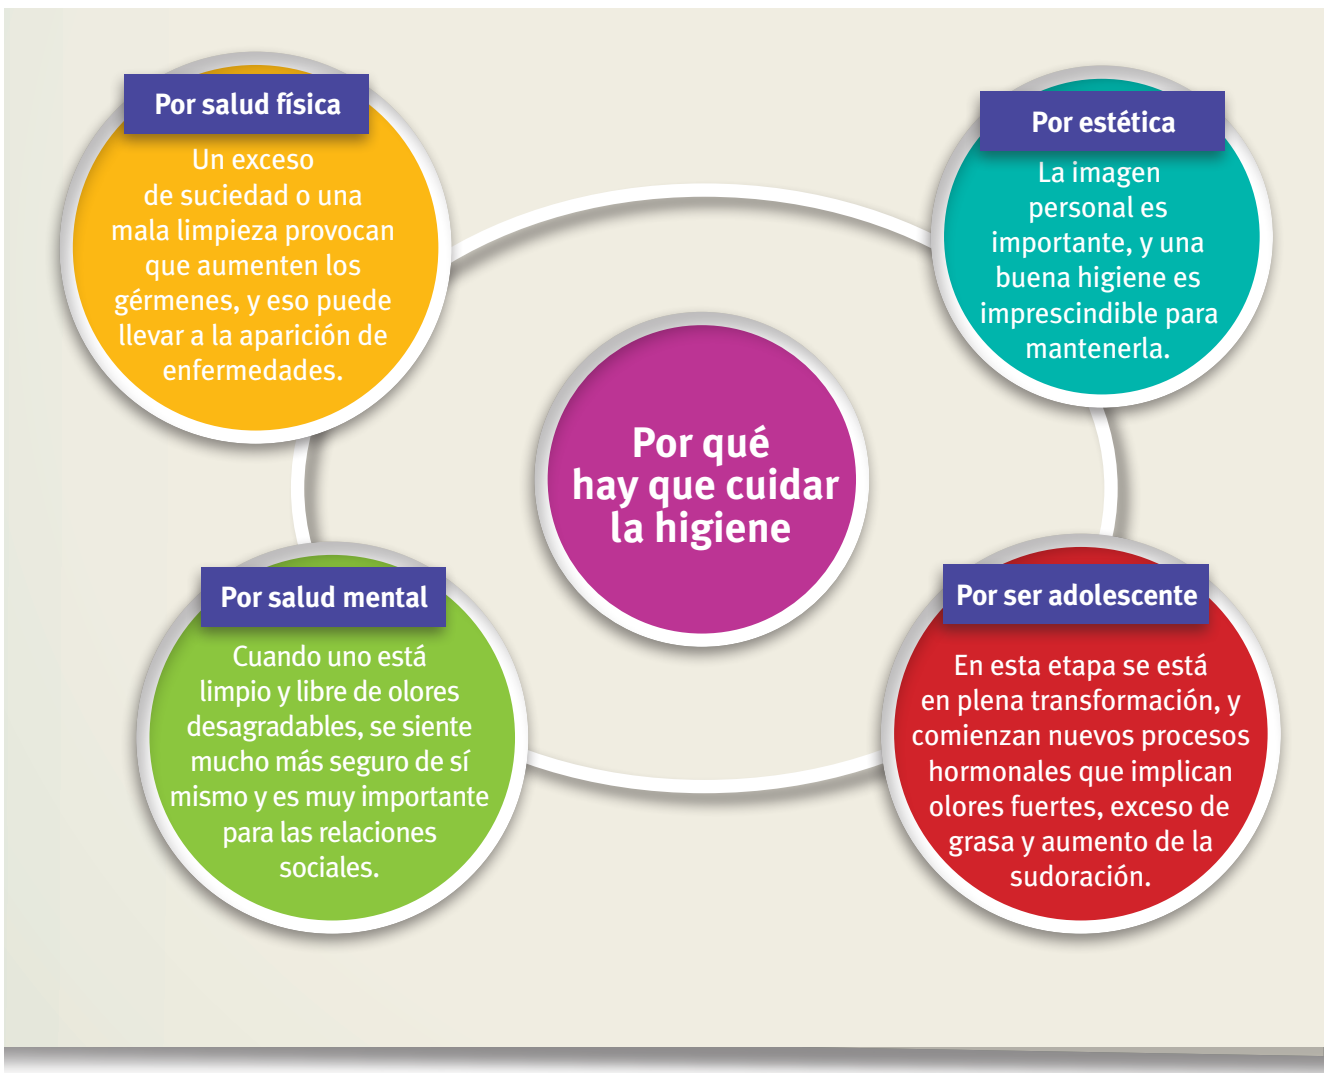 Por salud física
Un exceso
de suciedad o una
mala limpieza provocan
que aumenten los
gérmenes, y eso puede
llevar a la aparición de
enfermedades.
Por estética
La imagen
personal es
importante, y una
buena higiene es
imprescindible para
mantenerla.
Por qué
hay que cuidar
la higiene
Por salud mental
Cuando uno está
limpio y libre de olores
desagradables, se siente
mucho más seguro de sí
mismo y es muy importante
para las relaciones
sociales.
Por ser adolescente
En esta etapa se está
en plena transformación, y
comienzan nuevos procesos
hormonales que implican
olores fuertes, exceso de
grasa y aumento de la
sudoración.